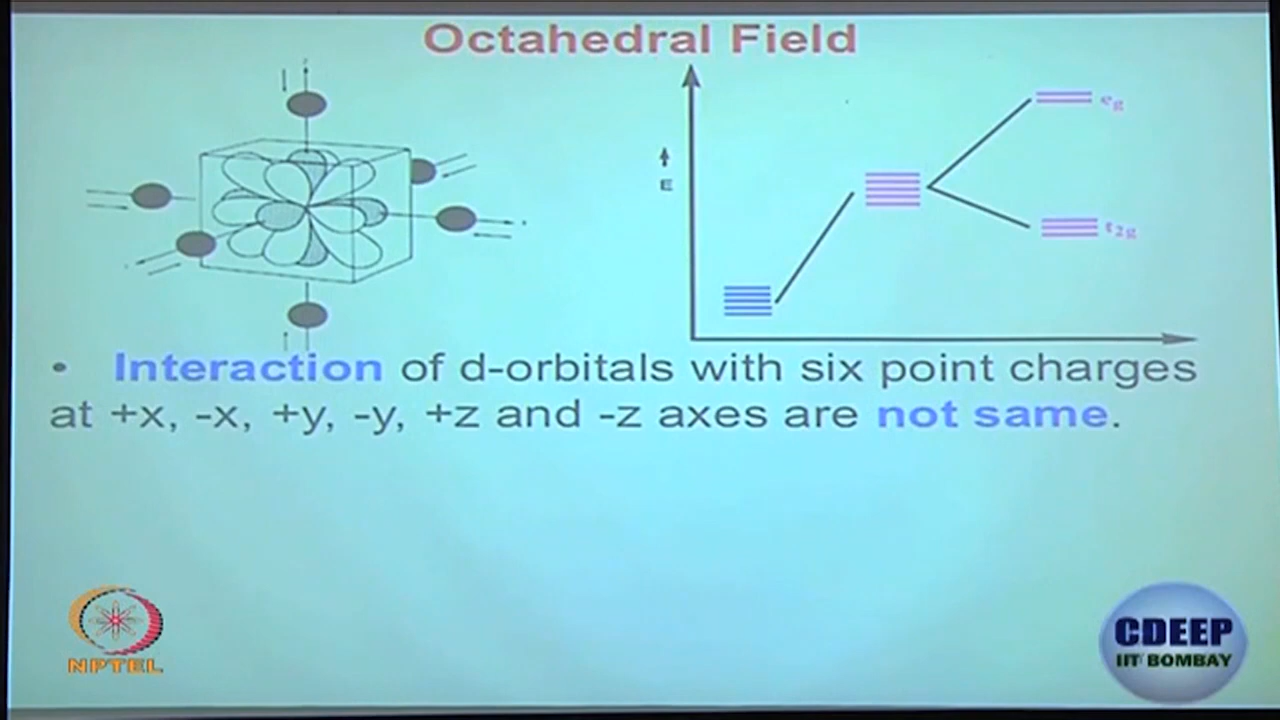 Octahedral Field
E
eg
t2g
• Interaction of d-orbitals with six point charges
at +x, -x, +y, -y, +z and -z axes are not same.
NPTEL
CDEEP
IIT BOMBAY